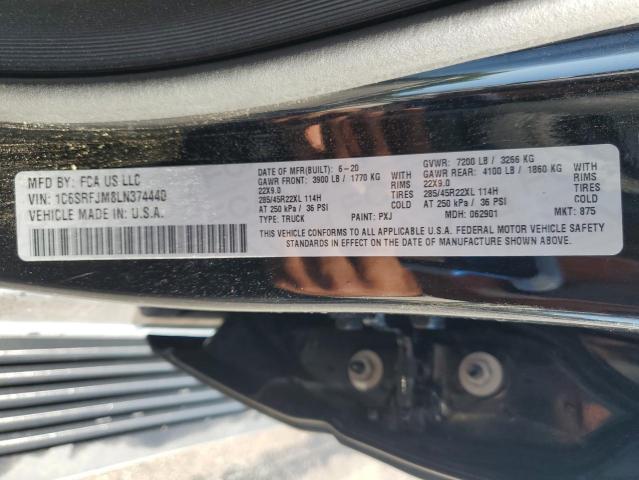 MFD BY: FCA US LLC
VIN: 1C6SRFJM8LN374440
VEHICLE MADE IN U.S.A.
DATE OF MFR(BUILT): 6-20
GAWR FRONT: 3900 LB / 1770 KG
22X9.0 RIMS
285/45R22XL 114H TIRES
AT 250 kPa / 36 PSI COLD
TYPE: TRUCK PAINT: PXJ
GVWR: 7200 LB / 3266 KG
GAWR REAR: 4100 LB / 1860 KG
22X9.0 RIMS
285/45R22XL 114H TIRES
AT 250 kPa / 36 PSI COLD
MDH: 062901 MKT: 875
THIS VEHICLE CONFORMS TO ALL APPLICABLE U.S.A. FEDERAL MOTOR VEHICLE SAFETY
STANDARDS IN EFFECT ON THE DATE OF MANUFACTURE SHOWN ABOVE.